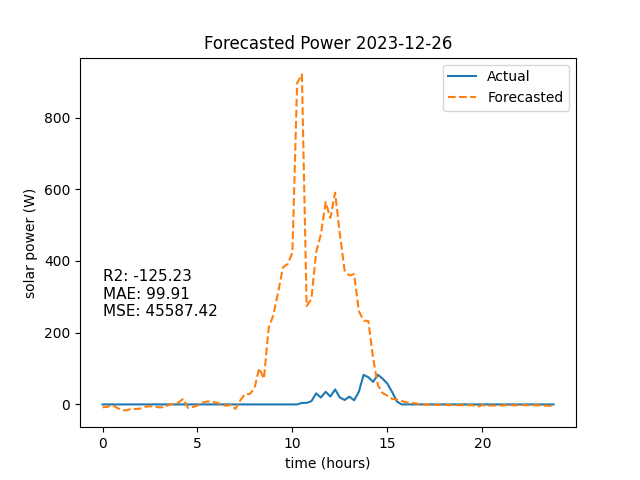 Forecasted Power 2023-12-26
Actual
Forecasted
800
600
400
200
0
solar power (W)
R2: -125.23
MAE: 99.91
MSE: 45587.42
0 5 10 15 20
time (hours)